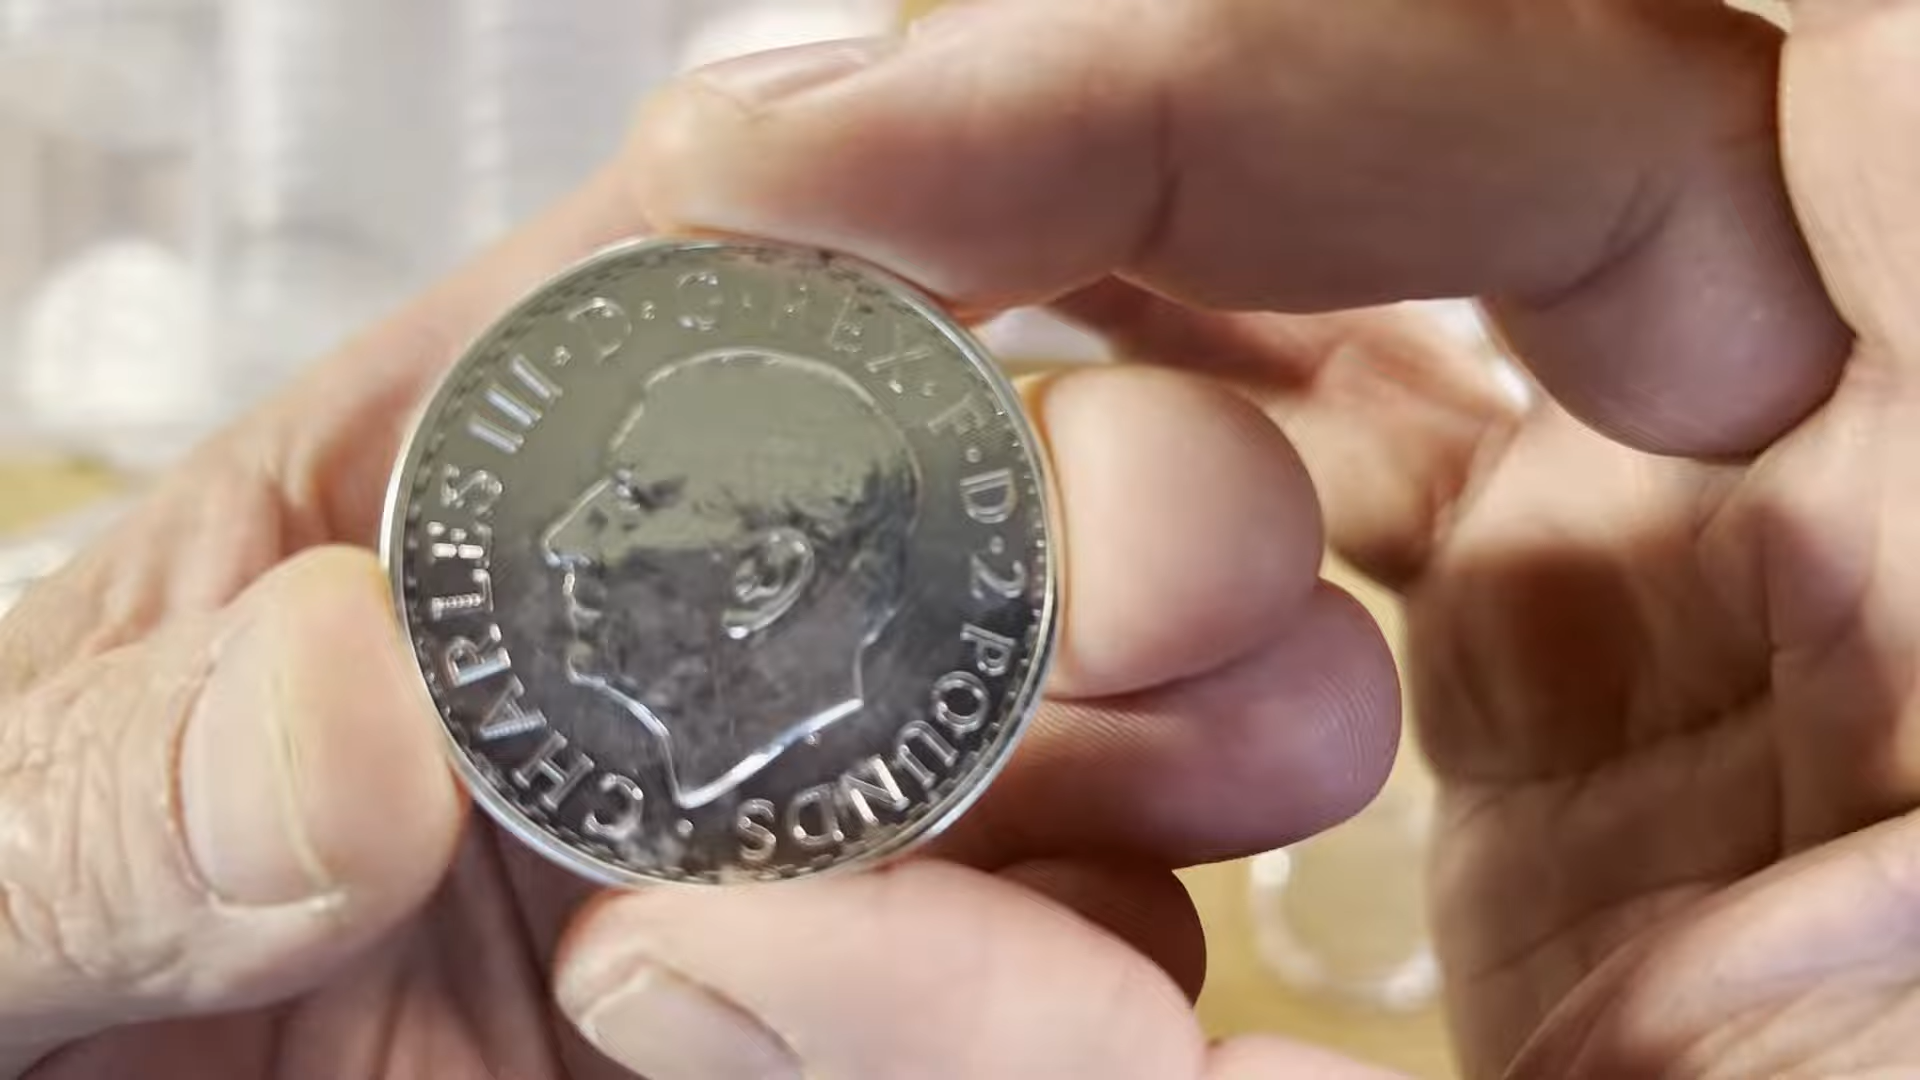 CHARLES III · D · G · REX · F · D · 2 POUNDS ·